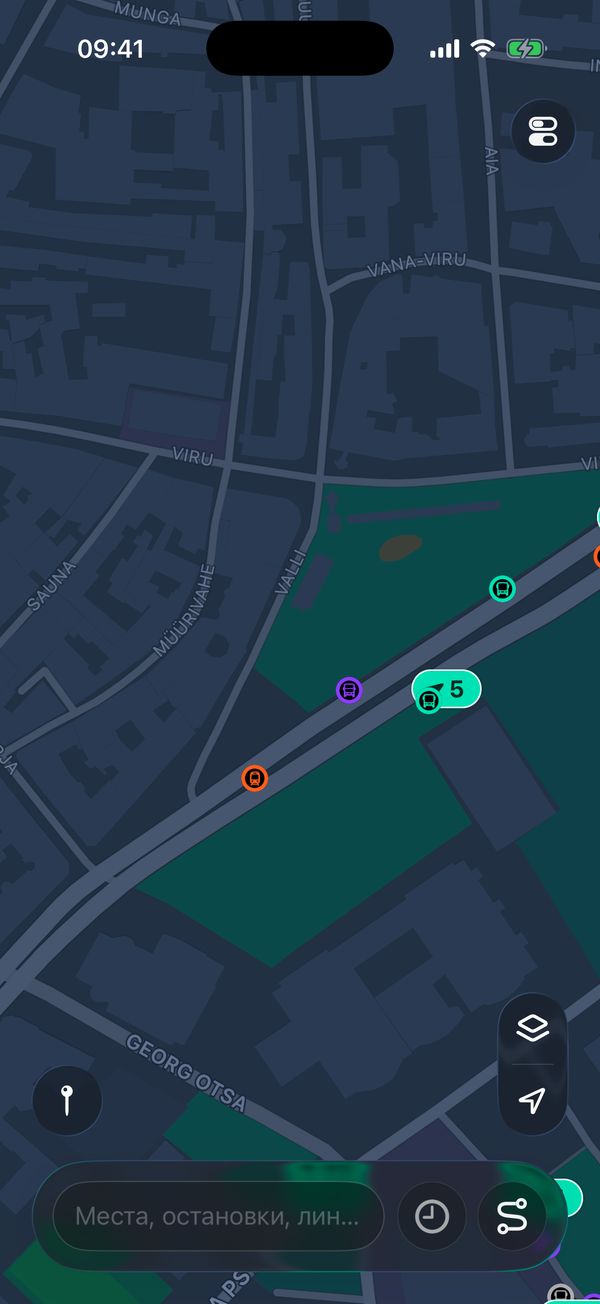 MUNGA
09:41
AIA
VANA-VIRU
VIRU
SAUNA
MÜÜRIVAHE
VALLI
5
GEORG OTSA
Места, остановки, лин...